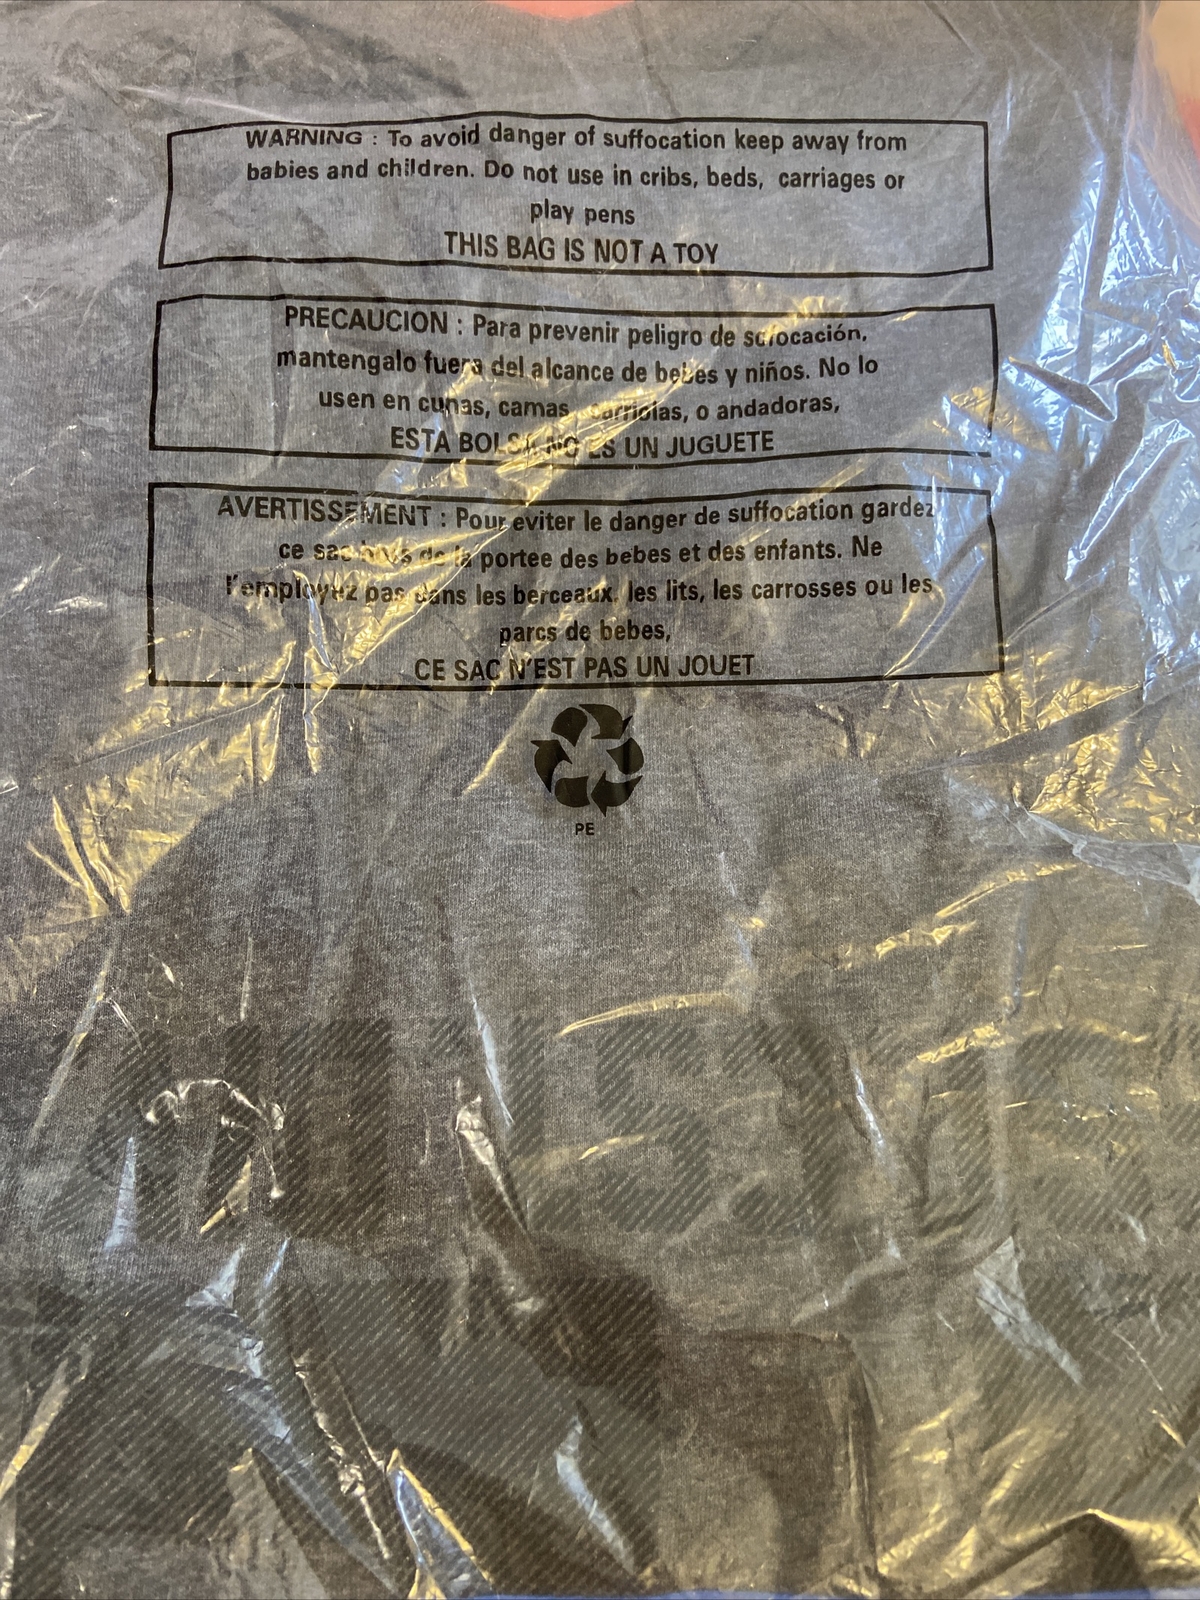 WARNING : To avoid danger of suffocation keep away from
babies and children. Do not use in cribs, beds, carriages or
play pens
THIS BAG IS NOT A TOY
PRECAUCION : Para prevenir peligro de sofocación,
mantengalo fuera del alcance de bebes y niños. No lo
usen en cunas, camas, carriolas, o andadoras,
ESTA BOLSA NO ES UN JUGUETE
AVERTISSEMENT : Pour eviter le danger de suffocation gardez
ce sac hors de la portee des bebes et des enfants. Ne
l'employez pas dans les berceaux, les lits, les carrosses ou les
parcs de bebes,
CE SAC N'EST PAS UN JOUET
PE